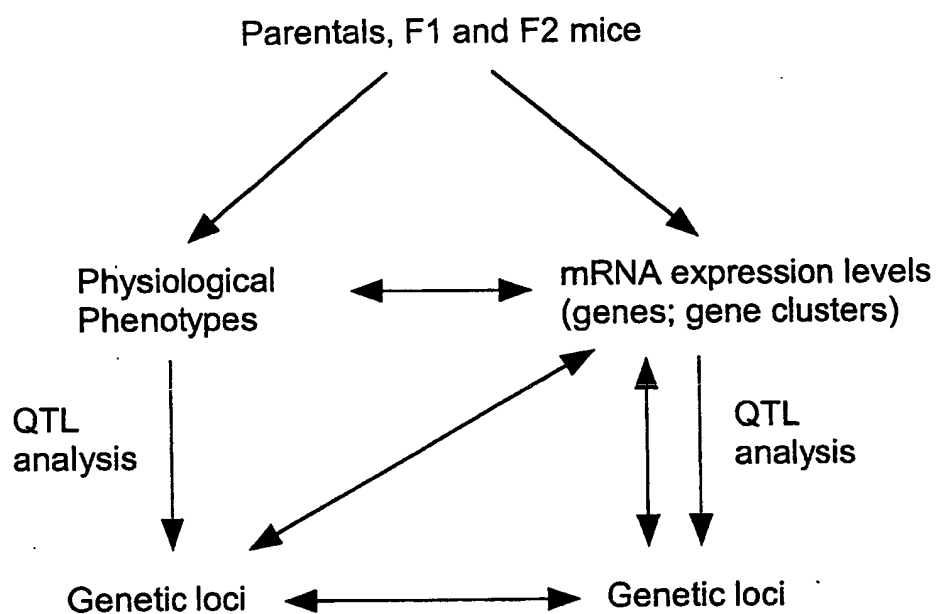 Parentals, F1 and F2 mice
Physiological
Phenotypes
mRNA expression levels
(genes; gene clusters)
QTL
analysis
QTL
analysis
Genetic loci
Genetic loci